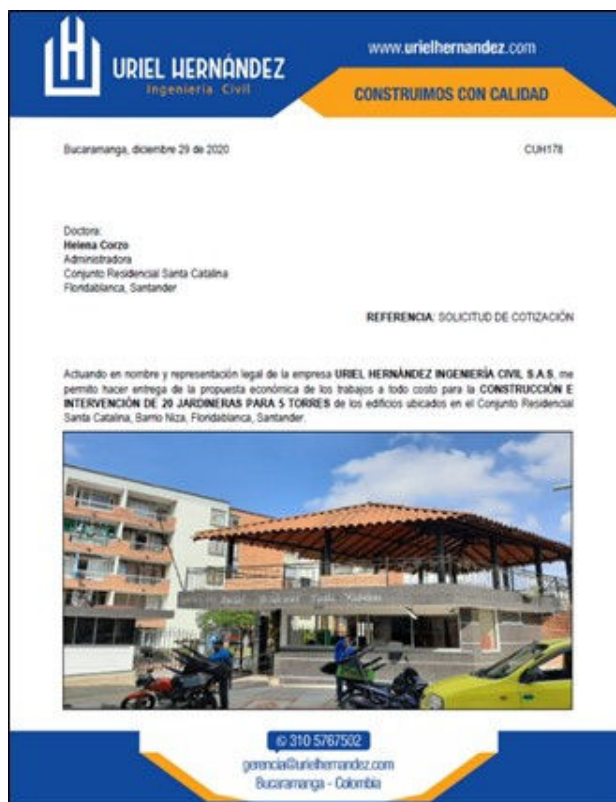 URIEL HERNÁNDEZ
Ingeniería Civil
www.urielhernandez.com
CONSTRUIMOS CON CALIDAD
Bucaramanga, diciembre 29 de 2020 CUH178
Doctora:
Helena Corzo
Administradora
Conjunto Residencial Santa Catalina
Floridablanca, Santander
REFERENCIA: SOLICITUD DE COTIZACIÓN
Actuando en nombre y representación legal de la empresa URIEL HERNÁNDEZ INGENIERÍA CIVIL S.A.S, me
permito hacer entrega de la propuesta económica de los trabajos a todo costo para la CONSTRUCCIÓN E
INTERVENCIÓN DE 20 JARDINERAS PARA 5 TORRES de los edificios ubicados en el Conjunto Residencial
Santa Catalina, Barrio Niza, Floridablanca, Santander.
310 5767502
gerencia@urielhernandez.com
Bucaramanga - Colombia